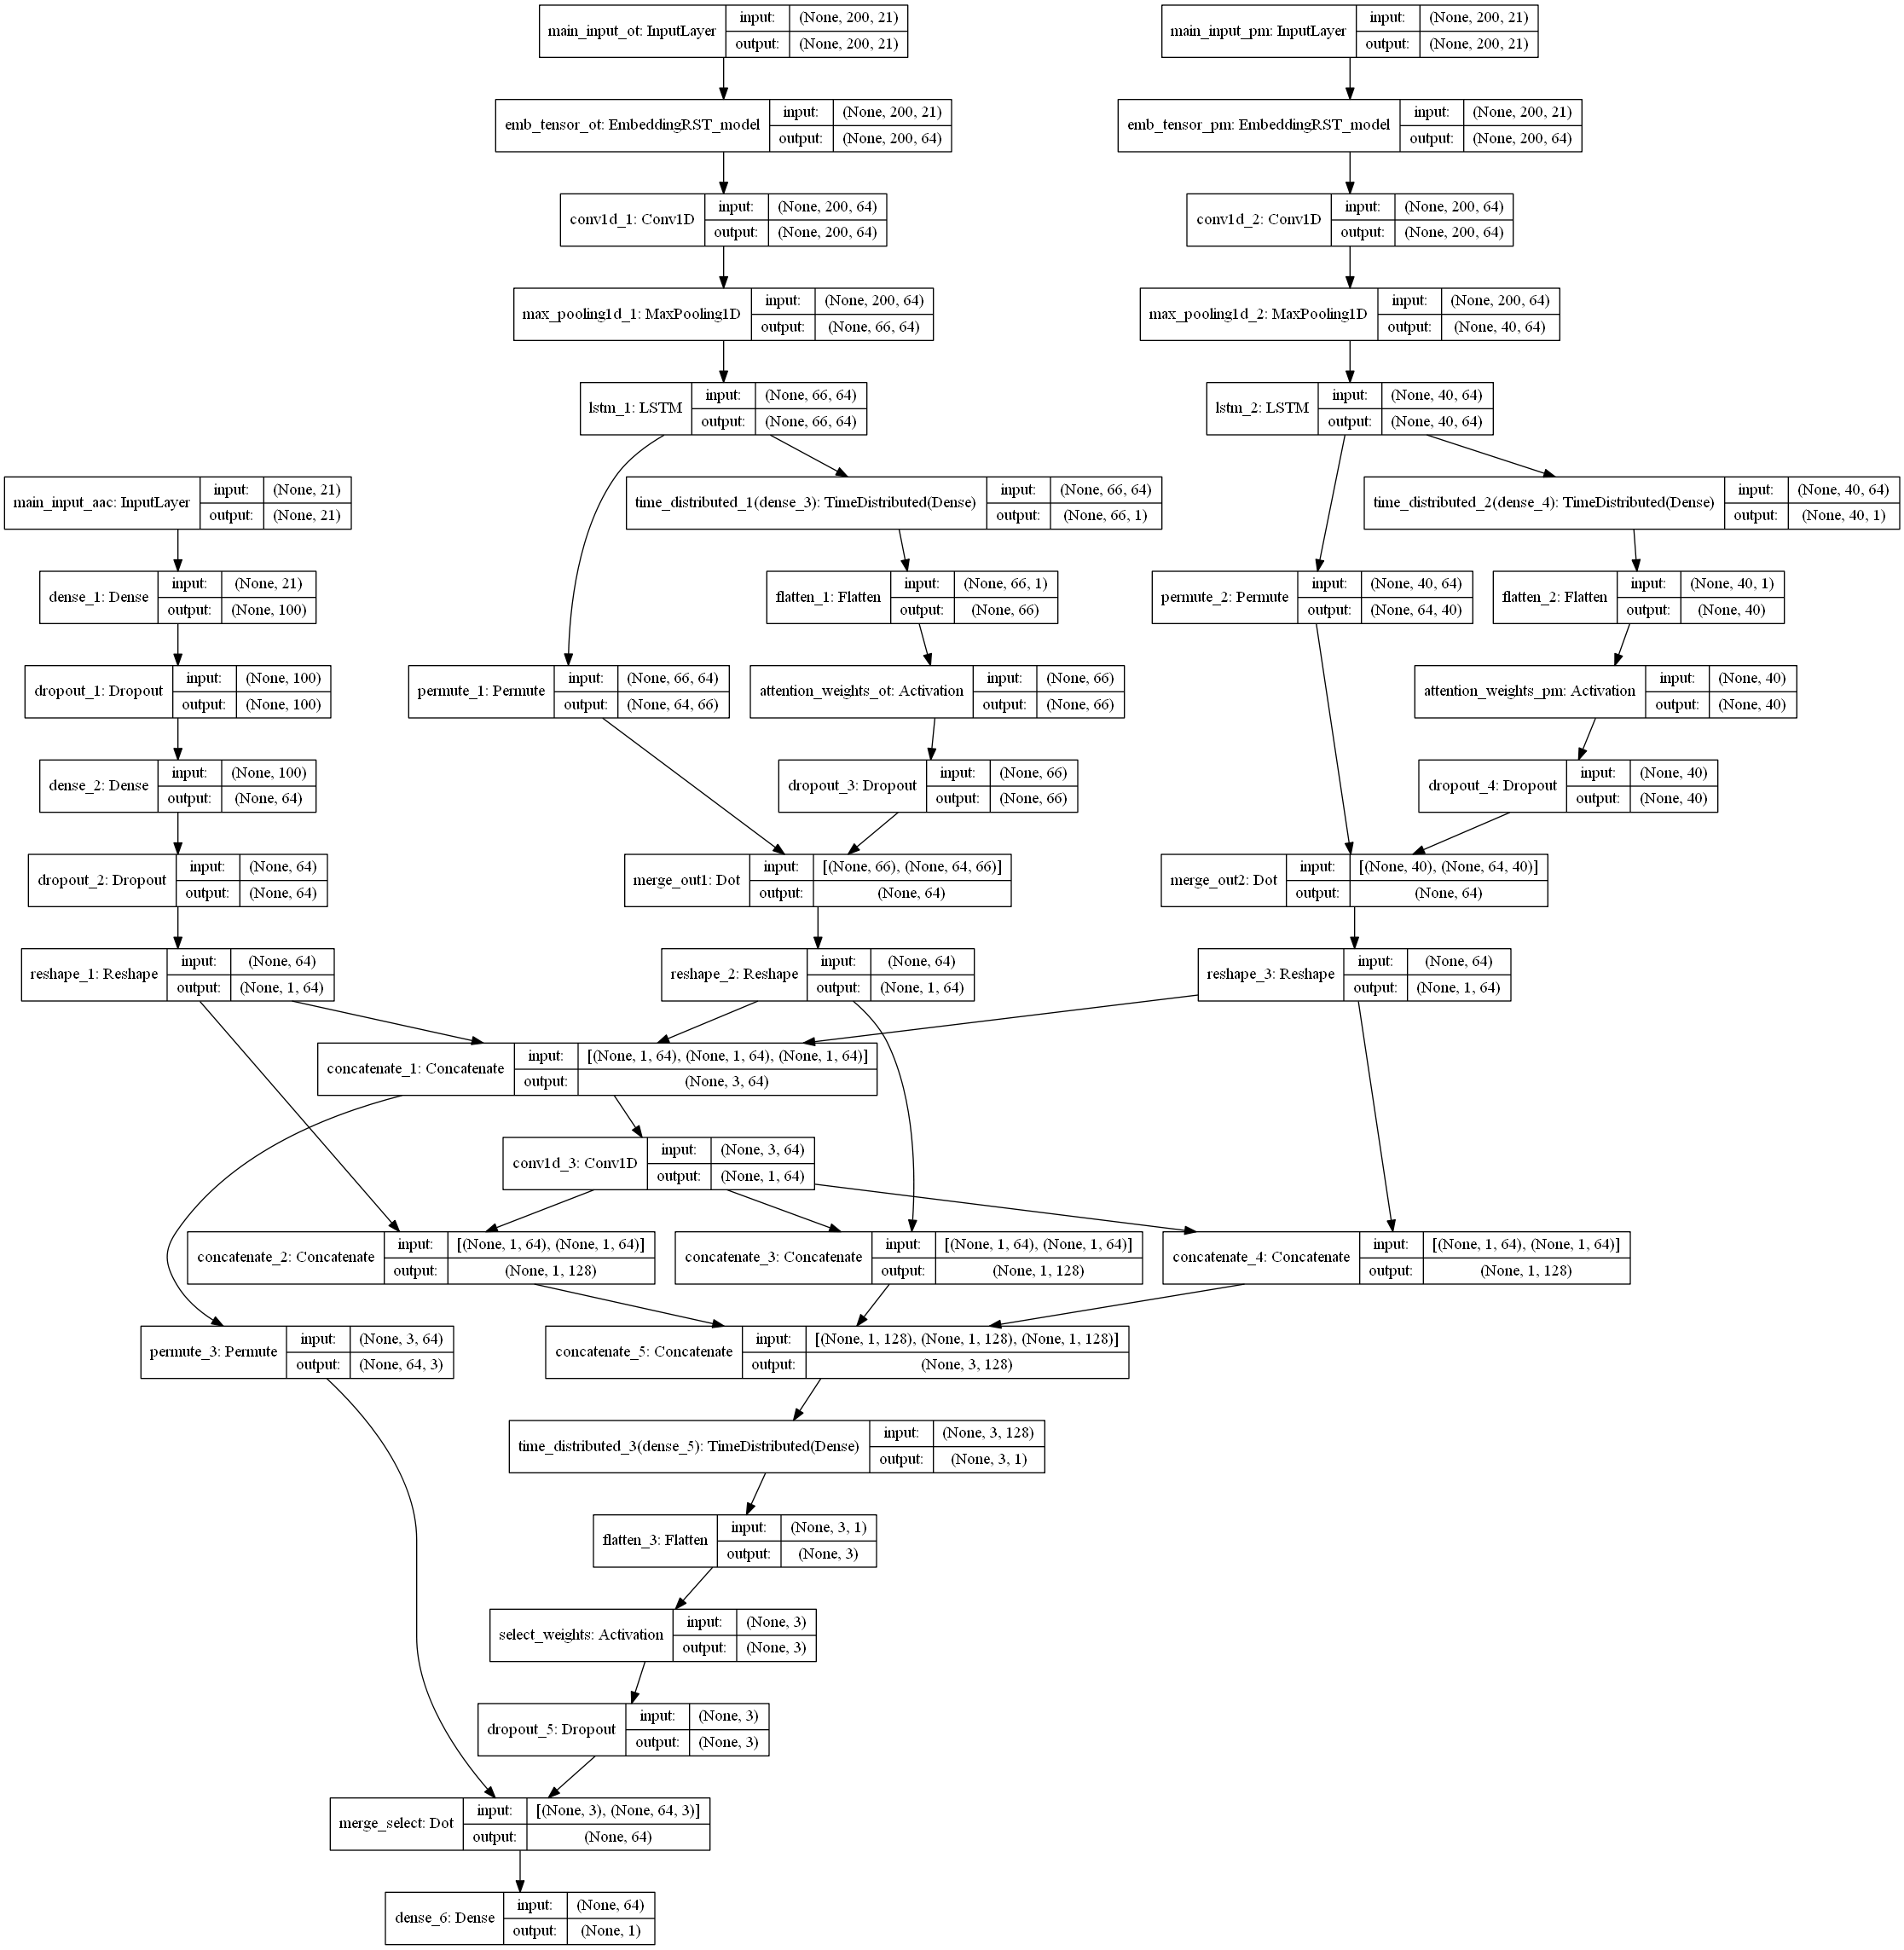 main_input_ot: InputLayer input: (None, 200, 21)
output: (None, 200, 21)
main_input_pm: InputLayer input: (None, 200, 21)
output: (None, 200, 21)
emb_tensor_ot: EmbeddingRST_model input: (None, 200, 21)
output: (None, 200, 64)
emb_tensor_pm: EmbeddingRST_model input: (None, 200, 21)
output: (None, 200, 64)
conv1d_1: Conv1D input: (None, 200, 64)
output: (None, 200, 64)
conv1d_2: Conv1D input: (None, 200, 64)
output: (None, 200, 64)
max_pooling1d_1: MaxPooling1D input: (None, 200, 64)
output: (None, 66, 64)
max_pooling1d_2: MaxPooling1D input: (None, 200, 64)
output: (None, 40, 64)
lstm_1: LSTM input: (None, 66, 64)
output: (None, 66, 64)
lstm_2: LSTM input: (None, 40, 64)
output: (None, 40, 64)
main_input_aac: InputLayer input: (None, 21)
output: (None, 21)
time_distributed_1(dense_3): TimeDistributed(Dense) input: (None, 66, 64)
output: (None, 66, 1)
time_distributed_2(dense_4): TimeDistributed(Dense) input: (None, 40, 64)
output: (None, 40, 1)
dense_1: Dense input: (None, 21)
output: (None, 100)
flatten_1: Flatten input: (None, 66, 1)
output: (None, 66)
permute_2: Permute input: (None, 40, 64)
output: (None, 64, 40)
flatten_2: Flatten input: (None, 40, 1)
output: (None, 40)
dropout_1: Dropout input: (None, 100)
output: (None, 100)
permute_1: Permute input: (None, 66, 64)
output: (None, 64, 66)
attention_weights_ot: Activation input: (None, 66)
output: (None, 66)
attention_weights_pm: Activation input: (None, 40)
output: (None, 40)
dense_2: Dense input: (None, 100)
output: (None, 64)
dropout_3: Dropout input: (None, 66)
output: (None, 66)
dropout_4: Dropout input: (None, 40)
output: (None, 40)
dropout_2: Dropout input: (None, 64)
output: (None, 64)
merge_out1: Dot input: [(None, 66), (None, 64, 66)]
output: (None, 64)
merge_out2: Dot input: [(None, 40), (None, 64, 40)]
output: (None, 64)
reshape_1: Reshape input: (None, 64)
output: (None, 1, 64)
reshape_2: Reshape input: (None, 64)
output: (None, 1, 64)
reshape_3: Reshape input: (None, 64)
output: (None, 1, 64)
concatenate_1: Concatenate input: [(None, 1, 64), (None, 1, 64), (None, 1, 64)]
output: (None, 3, 64)
conv1d_3: Conv1D input: (None, 3, 64)
output: (None, 1, 64)
concatenate_2: Concatenate input: [(None, 1, 64), (None, 1, 64)]
output: (None, 1, 128)
concatenate_3: Concatenate input: [(None, 1, 64), (None, 1, 64)]
output: (None, 1, 128)
concatenate_4: Concatenate input: [(None, 1, 64), (None, 1, 64)]
output: (None, 1, 128)
permute_3: Permute input: (None, 3, 64)
output: (None, 64, 3)
concatenate_5: Concatenate input: [(None, 1, 128), (None, 1, 128), (None, 1, 128)]
output: (None, 3, 128)
time_distributed_3(dense_5): TimeDistributed(Dense) input: (None, 3, 128)
output: (None, 3, 1)
flatten_3: Flatten input: (None, 3, 1)
output: (None, 3)
select_weights: Activation input: (None, 3)
output: (None, 3)
dropout_5: Dropout input: (None, 3)
output: (None, 3)
merge_select: Dot input: [(None, 3), (None, 64, 3)]
output: (None, 64)
dense_6: Dense input: (None, 64)
output: (None, 1)